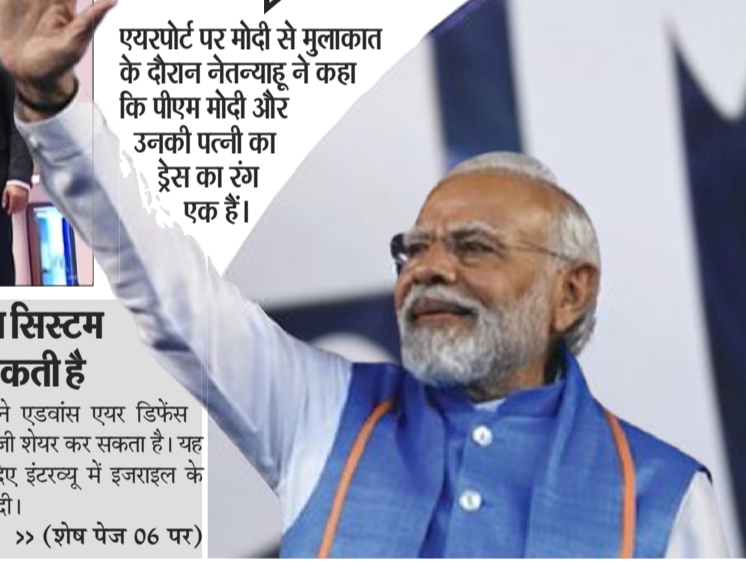 एयरपोर्ट पर मोदी से मुलाकात
के दौरान नेतन्याहू ने कहा
कि पीएम मोदी और
उनकी पत्नी का
ड्रेस का रंग
एक हैं।
सिस्टम
कती है
ने एडवांस एयर डिफेंस
जी शेयर कर सकता है। यह
इंटरव्यू में इजराइल के
दी।
>> (शेष पेज 06 पर)